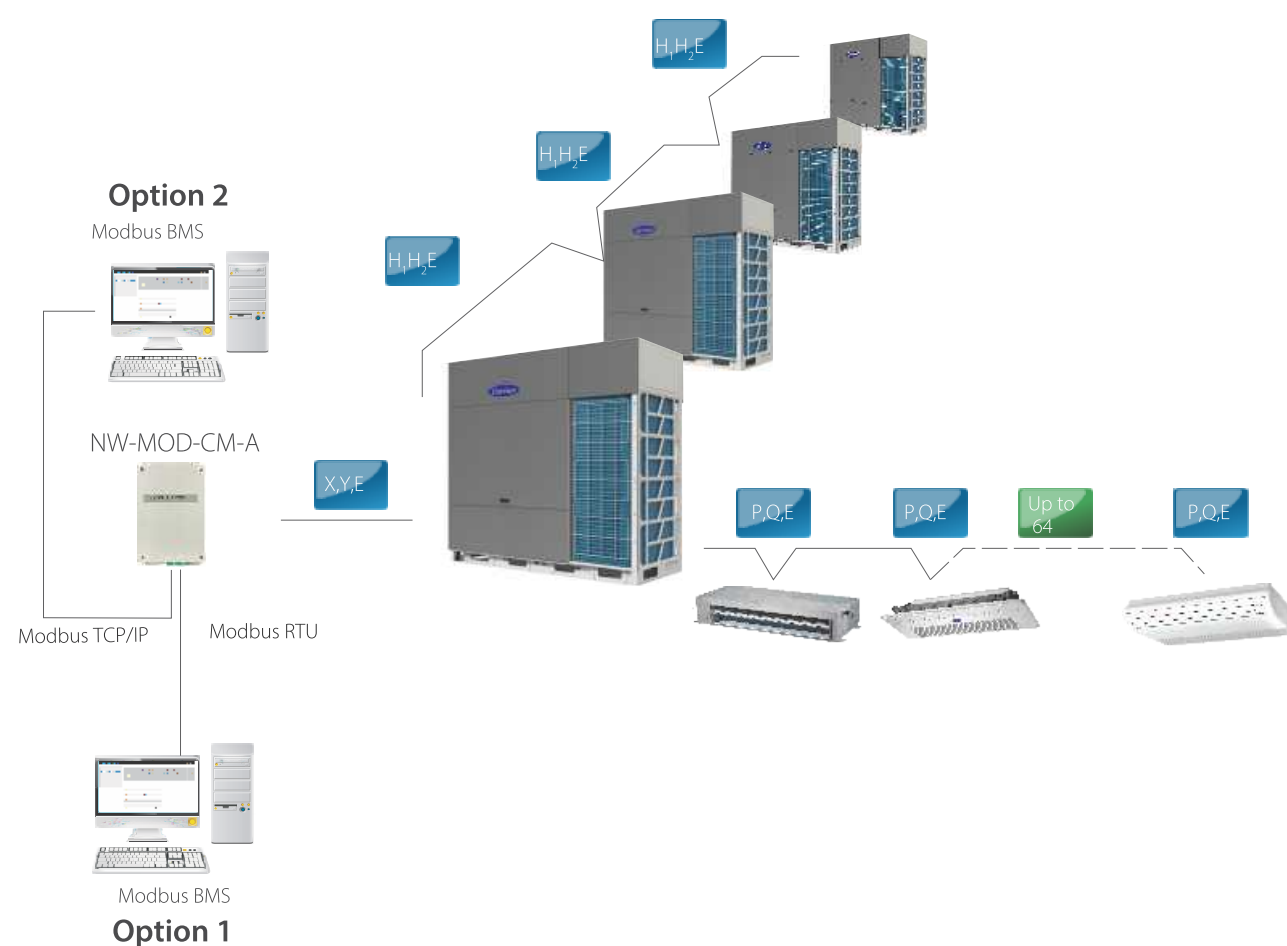 H₁H₂E
H₁H₂E
Option 2
Modbus BMS
H₁H₂E
NW-MOD-CM-A
X,Y,E
P,Q,E
P,Q,E
Up to
64
P,Q,E
Modbus TCP/IP
Modbus RTU
Modbus BMS
Option 1